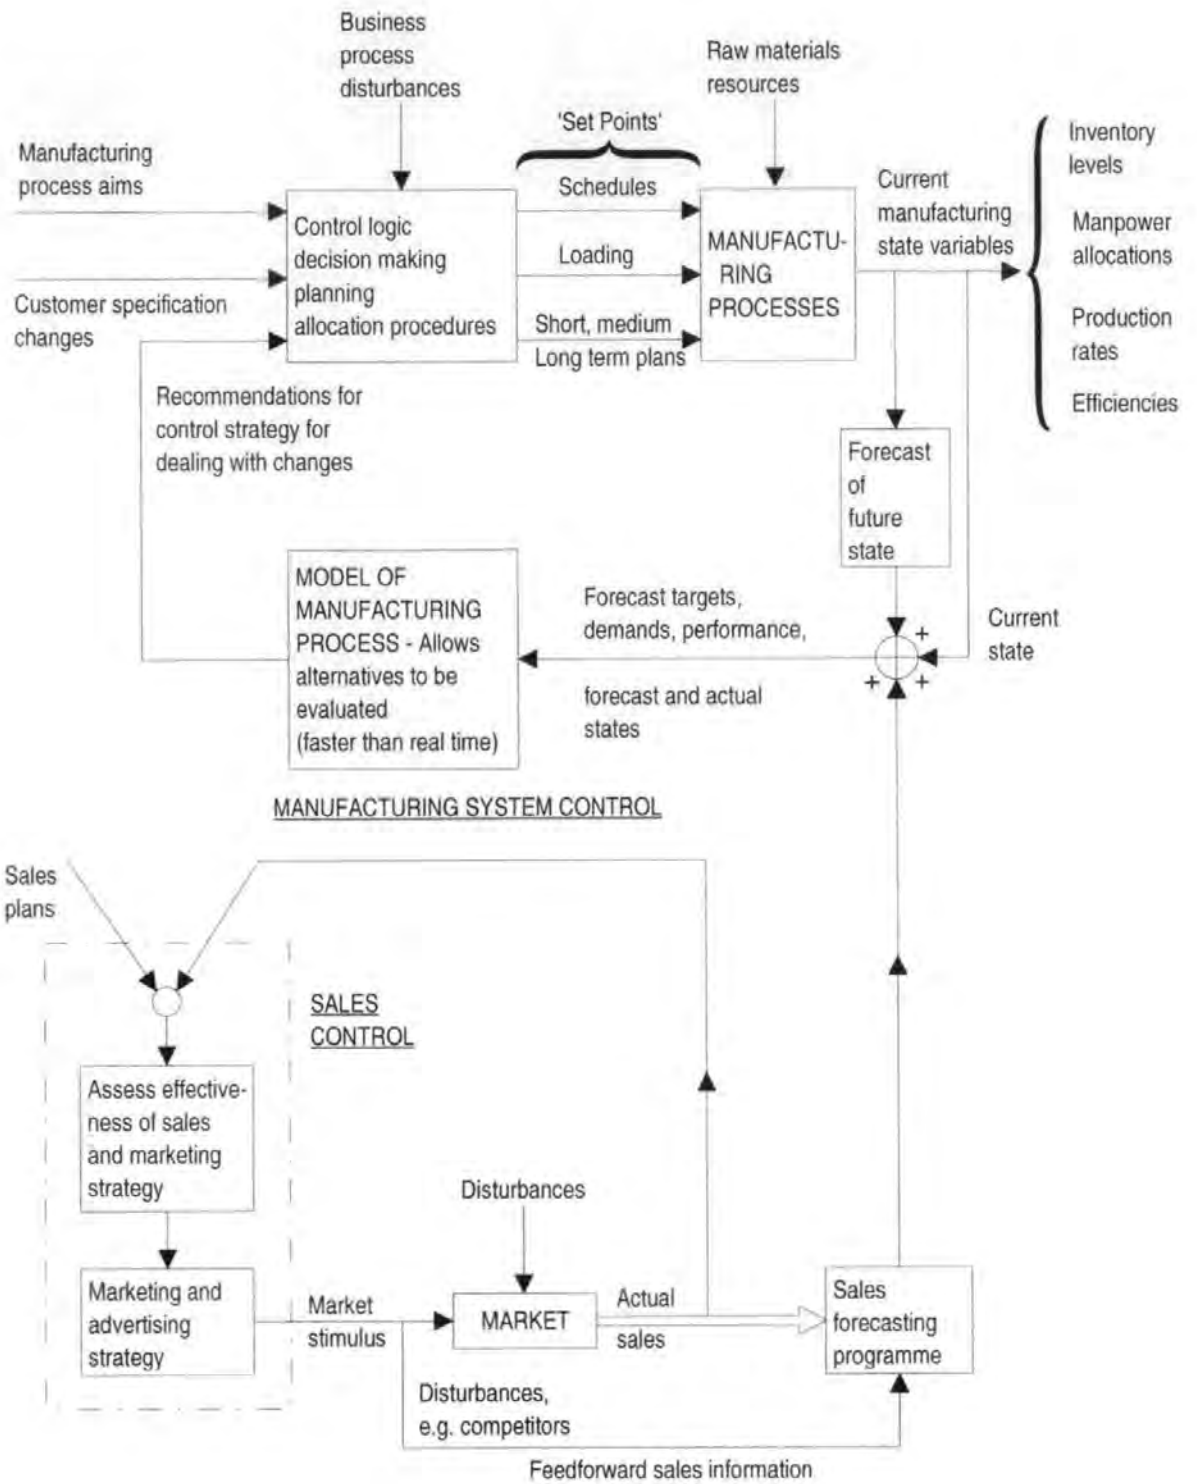 Business
process
disturbances
Raw materials
resources
'Set Points'
Manufacturing
process aims
Customer specification
changes
Control logic
decision making
planning
allocation procedures
Schedules
Loading
Short, medium
Long term plans
MANUFACTU-
RING
PROCESSES
Current
manufacturing
state variables
Inventory
levels
Manpower
allocations
Production
rates
Efficiencies
Recommendations for
control strategy for
dealing with changes
Forecast
of
future
state
MODEL OF
MANUFACTURING
PROCESS - Allows
alternatives to be
evaluated
(faster than real time)
Forecast targets,
demands, performance,
forecast and actual
states
+
+ +
Current
state
MANUFACTURING SYSTEM CONTROL
Sales
plans
SALES
CONTROL
Assess effective-
ness of sales
and marketing
strategy
Marketing and
advertising
strategy
Market
stimulus
Disturbances
MARKET
Actual
sales
Sales
forecasting
programme
Disturbances,
e.g. competitors
Feedforward sales information